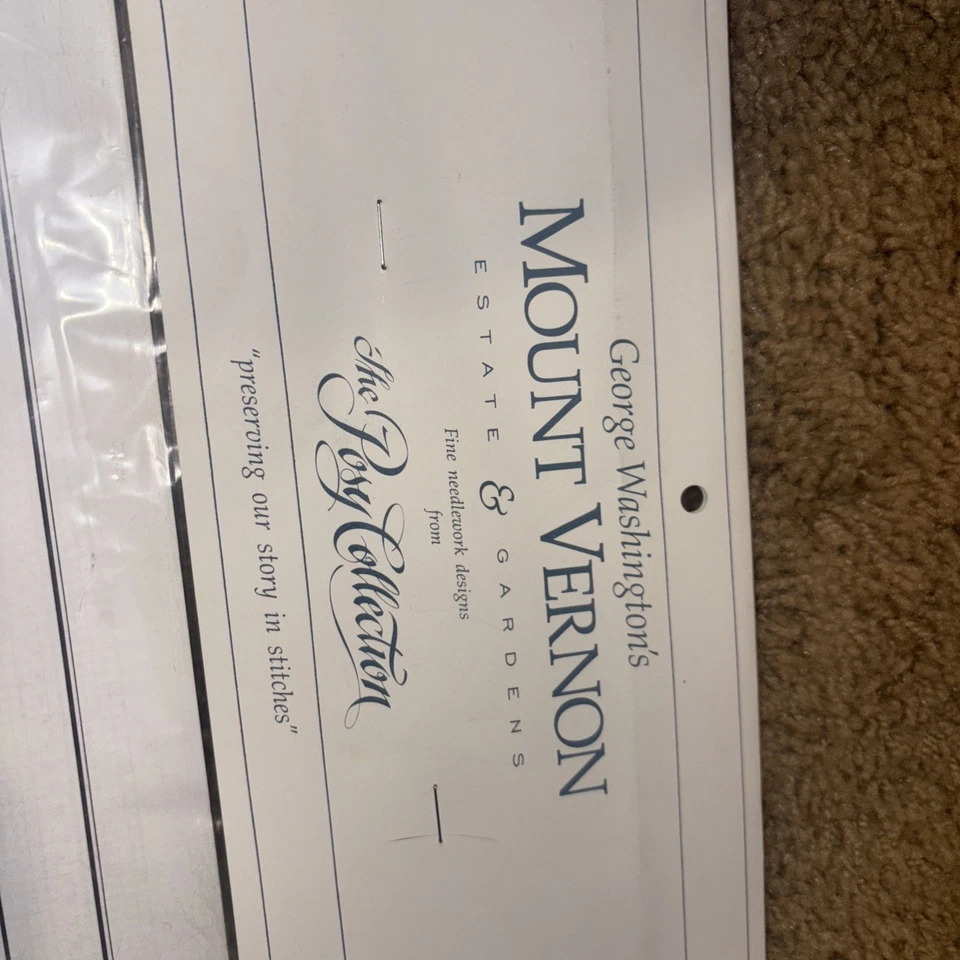 George Washington's
MOUNT VERNON
ESTATE & GARDENS
Fine needlework designs
from
The Posy Collection
"preserving our story in stitches"